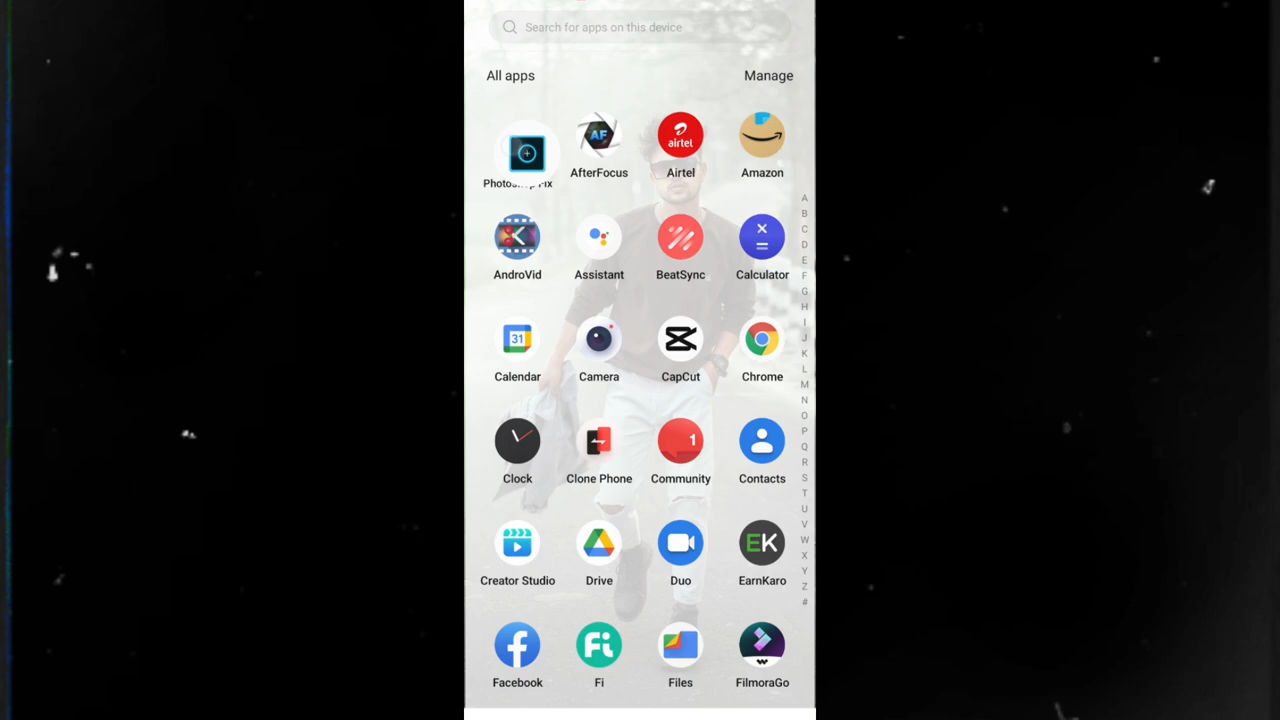 Search for apps on this device
All apps
Manage
AF
airtel
AfterFocus
Airtel
Amazon
AndroVid
Assistant
BeatSync
Calculator
31
Calendar
Camera
CapCut
Chrome
1
Clock
Clone Phone
Community
Contacts
EK
Creator Studio
Drive
Duo
EarnKaro
f
Fi
Facebook
Fi
Files
FilmoraGo
A
B
C
D
E
F
G
H
I
J
K
L
M
N
O
P
Q
R
S
T
U
V
W
X
Y
Z
#